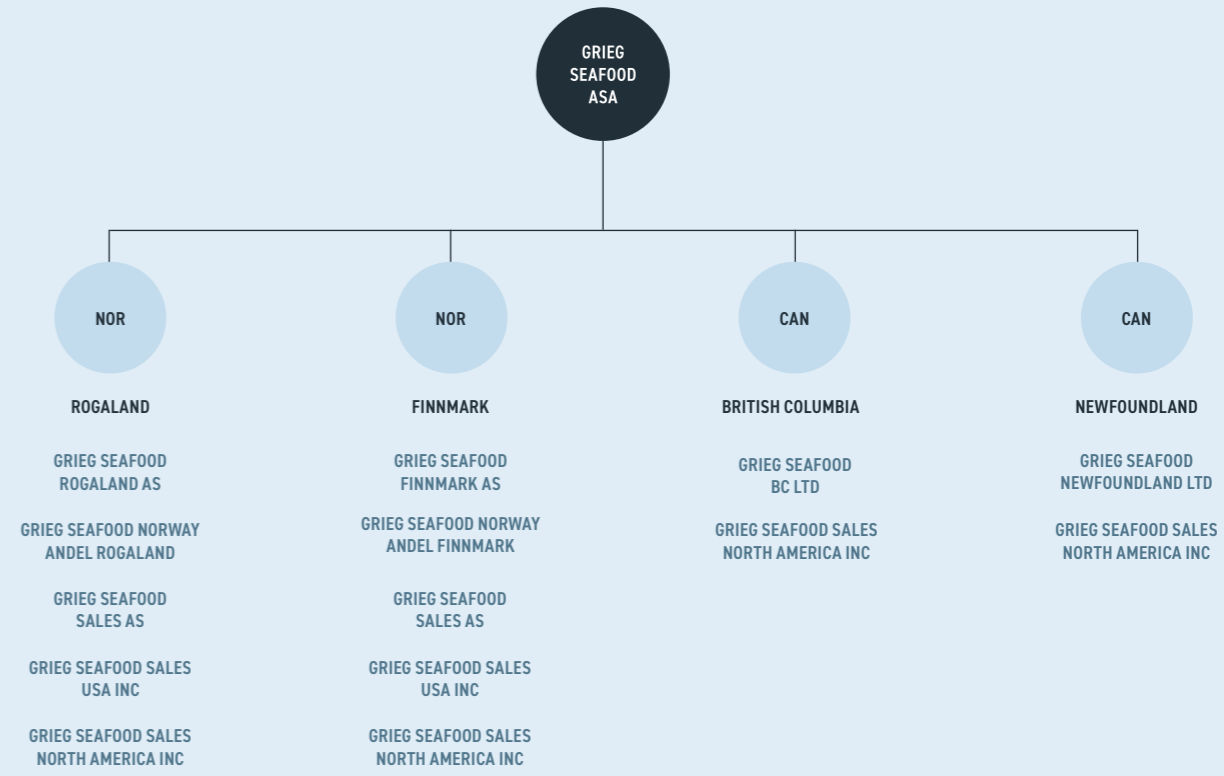 GRIEG
SEAFOOD
ASA
NOR
ROGALAND
GRIEG SEAFOOD
ROGALAND AS
GRIEG SEAFOOD NORWAY
ANDEL ROGALAND
GRIEG SEAFOOD
SALES AS
GRIEG SEAFOOD SALES
USA INC
GRIEG SEAFOOD SALES
NORTH AMERICA INC
NOR
FINNMARK
GRIEG SEAFOOD
FINNMARK AS
GRIEG SEAFOOD NORWAY
ANDEL FINNMARK
GRIEG SEAFOOD
SALES AS
GRIEG SEAFOOD SALES
USA INC
GRIEG SEAFOOD SALES
NORTH AMERICA INC
CAN
BRITISH COLUMBIA
GRIEG SEAFOOD
BC LTD
GRIEG SEAFOOD SALES
NORTH AMERICA INC
CAN
NEWFOUNDLAND
GRIEG SEAFOOD
NEWFOUNDLAND LTD
GRIEG SEAFOOD SALES
NORTH AMERICA INC